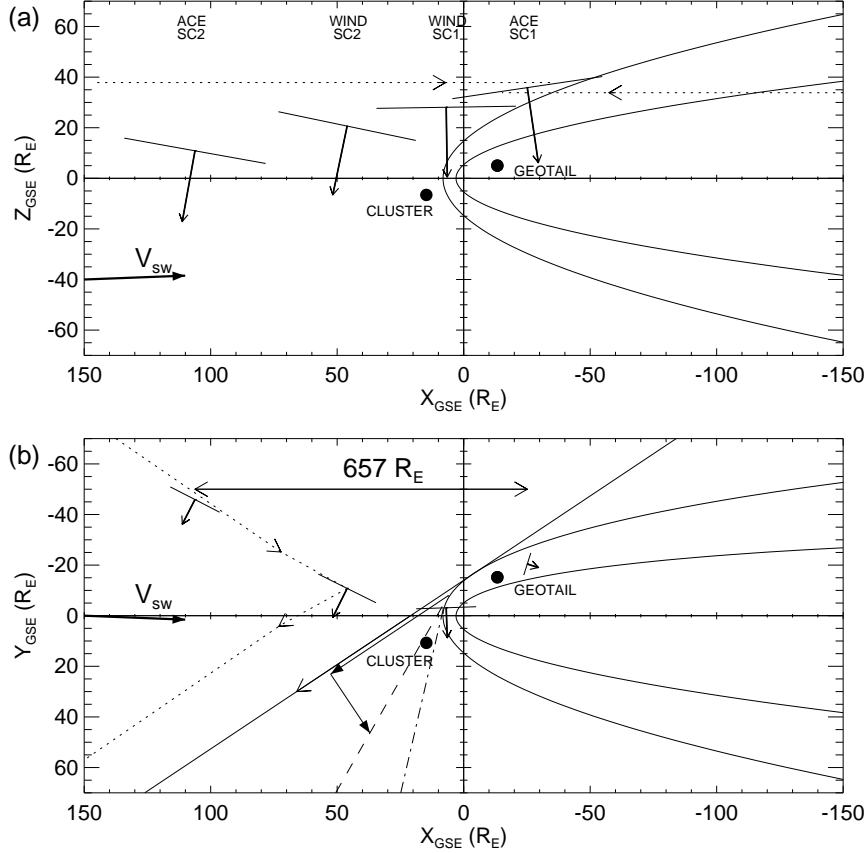 (a)
ACE WIND WIND ACE
SC2 SC2 SC1 SC1
60
40
20
0
-20
-40
-60
Z_GSE (R_E)
GEOTAIL
CLUSTER
V_sw
150 100 50 0 -50 -100 -150
X_GSE (R_E)
(b)
-60
-40
-20
0
20
40
60
Y_GSE (R_E)
657 R_E
GEOTAIL
V_sw
CLUSTER
150 100 50 0 -50 -100 -150
X_GSE (R_E)